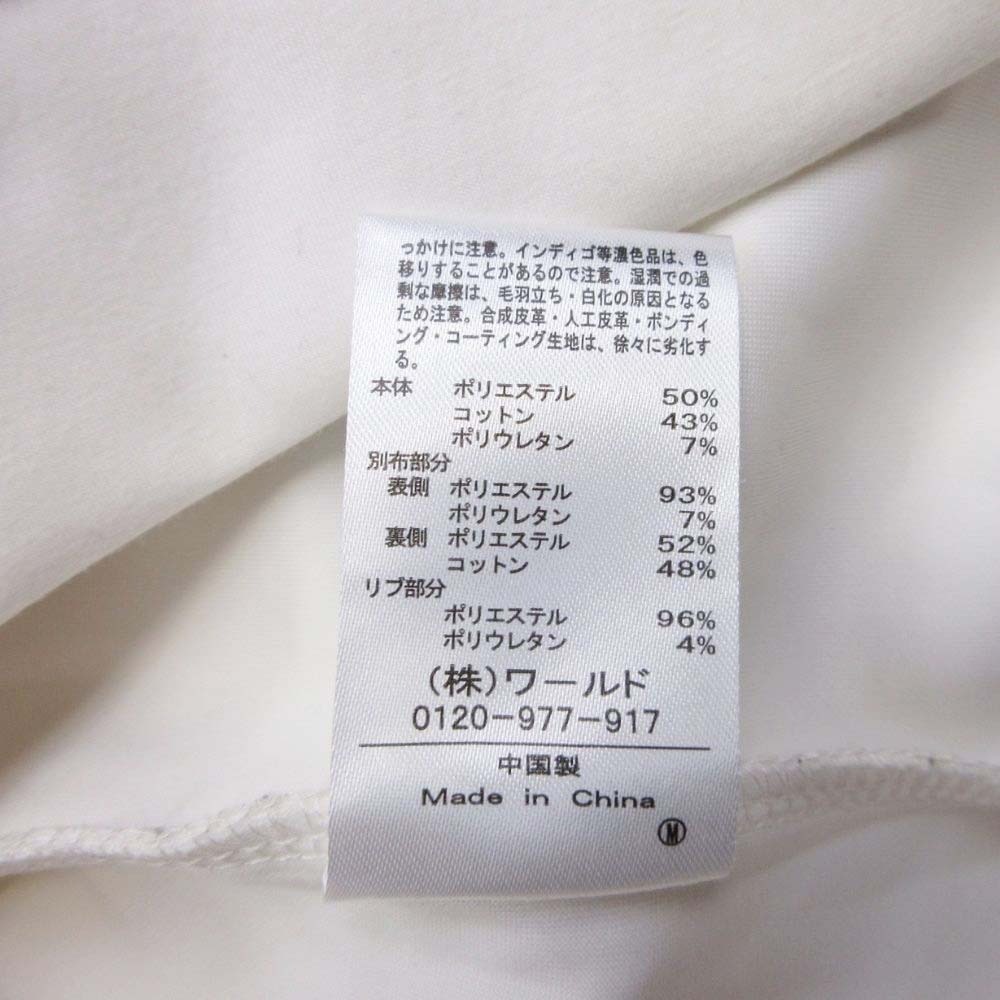 っかけに注意。インディゴ等濃色品は、色
移りすることがあるので注意。湿潤での過
剰な摩擦は、毛羽立ち・白化の原因となる
ため注意。合成皮革・人工皮革・ボンディ
ング・コーティング生地は、徐々に劣化す
る。
本体 ポリエステル 50%
コットン 43%
ポリウレタン 7%
別布部分
表側 ポリエステル 93%
ポリウレタン 7%
裏側 ポリエステル 52%
コットン 48%
リブ部分
ポリエステル 96%
ポリウレタン 4%
(株)ワールド
0120-977-917
中国製
Made in China
Ⓜ